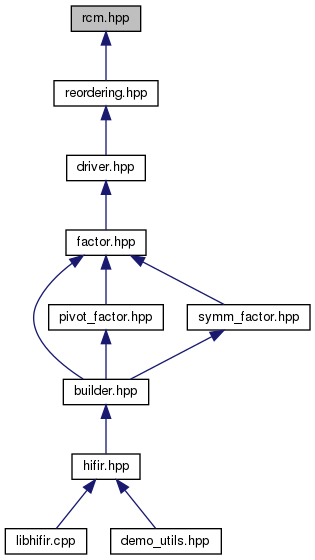 rcm.hpp
reordering.hpp
driver.hpp
factor.hpp
pivot_factor.hpp
symm_factor.hpp
builder.hpp
hifir.hpp
libhifir.cpp
demo_utils.hpp